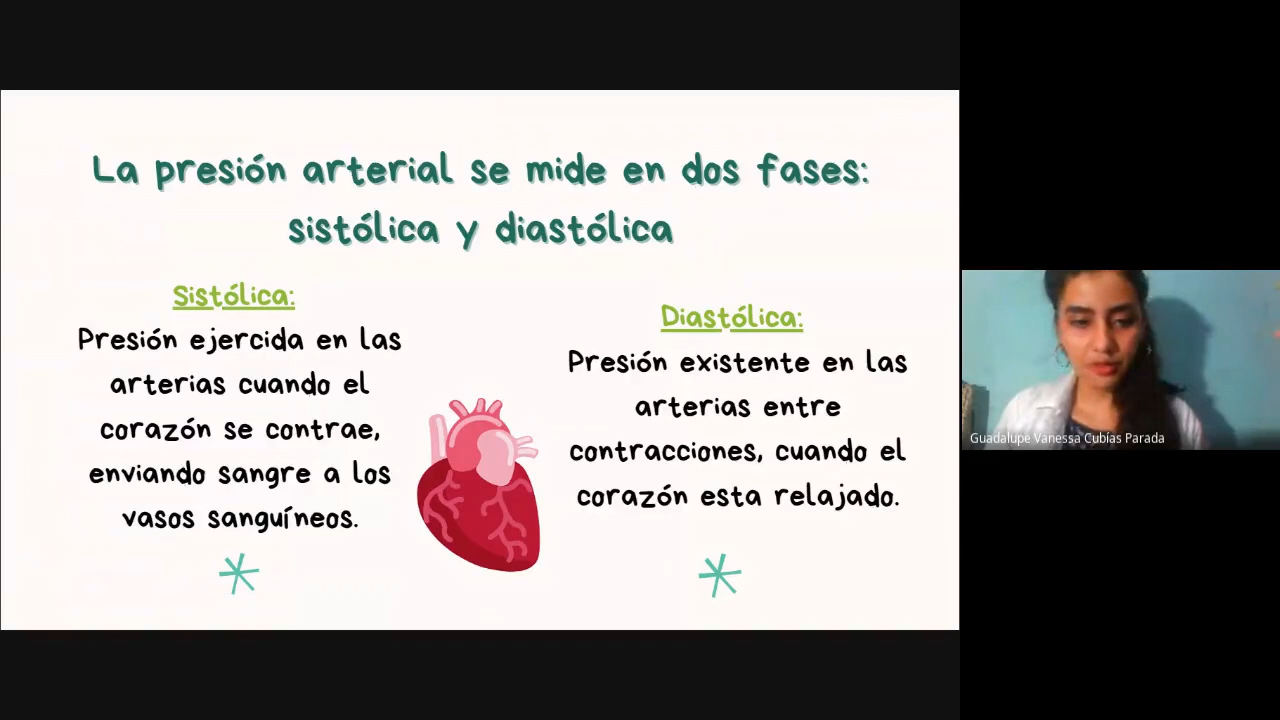 La presión arterial se mide en dos fases:
sistólica y diastólica
Sistólica:
Presión ejercida en las
arterias cuando el
corazón se contrae,
enviando sangre a los
vasos sanguíneos.
Diastólica:
Presión existente en las
arterias entre
contracciones, cuando el
corazón esta relajado.
Guadalupe Vanessa Cubías Parada